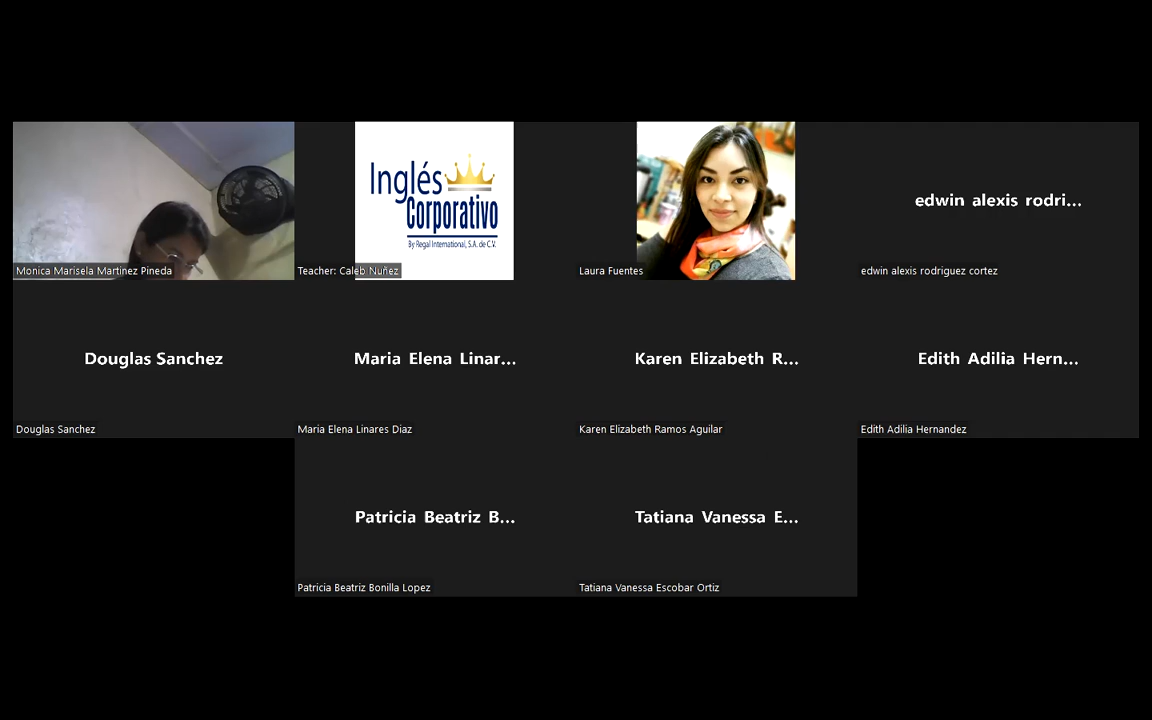 Inglés
Corporativo
By Regal International, S.A. de C.V.
Monica Marisela Martinez Pineda
Teacher: Caleb Nuñez
Laura Fuentes
edwin alexis rodri...
edwin alexis rodriguez cortez
Douglas Sanchez
Maria Elena Linar...
Karen Elizabeth R...
Edith Adilia Hern...
Douglas Sanchez
Maria Elena Linares Diaz
Karen Elizabeth Ramos Aguilar
Edith Adilia Hernandez
Patricia Beatriz B...
Tatiana Vanessa E...
Patricia Beatriz Bonilla Lopez
Tatiana Vanessa Escobar Ortiz